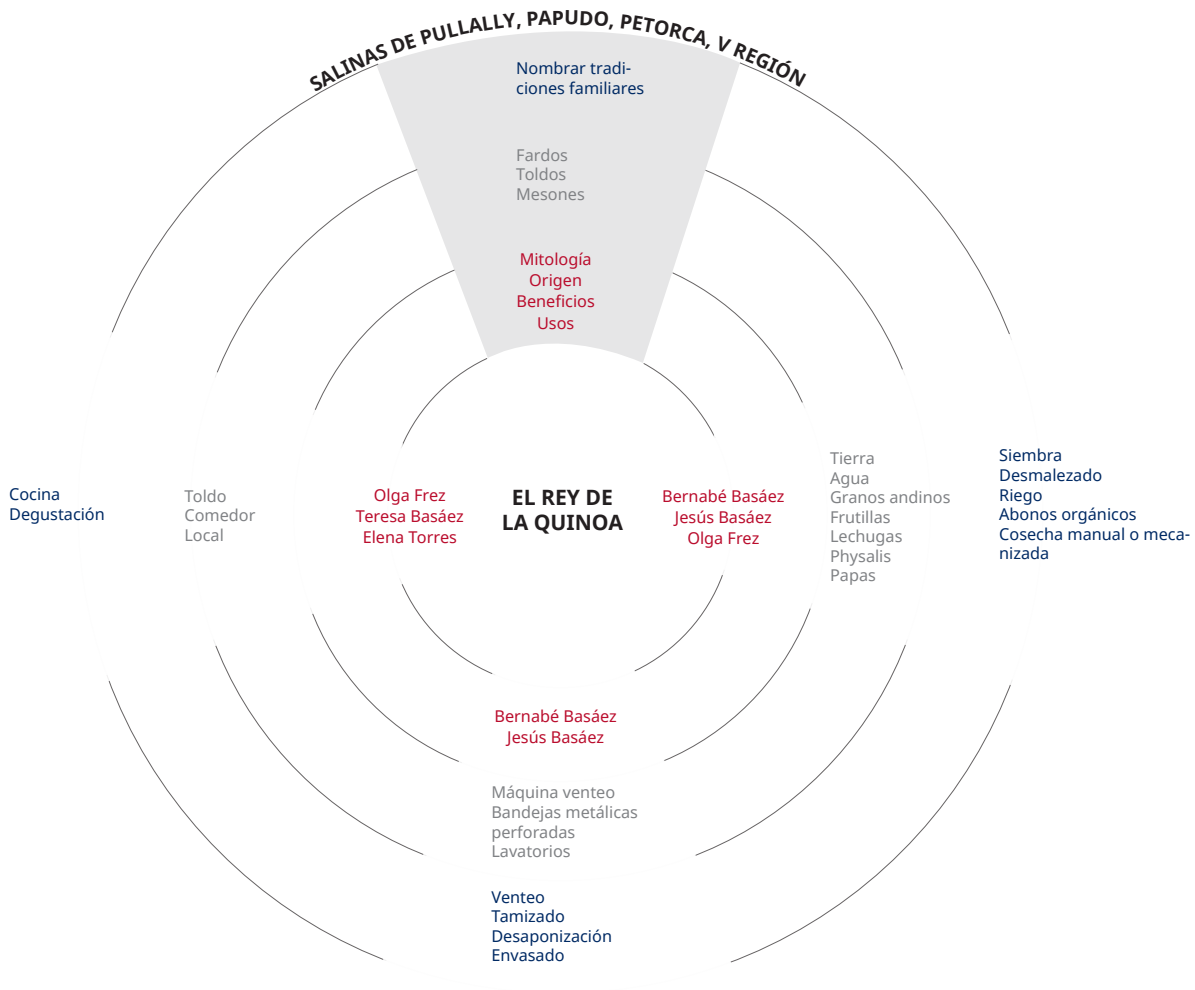 SALINAS DE PULLALLY, PAPUDO, PETORCA, V REGIÓN
Nombrar tradi-
ciones familiares
Fardos
Toldos
Mesones
Mitología
Origen
Beneficios
Usos
Cocina
Degustación
Toldo
Comedor
Local
Olga Frez
Teresa Basáez
Elena Torres
EL REY DE
LA QUINOA
Bernabé Basáez
Jesús Basáez
Olga Frez
Tierra
Agua
Granos andinos
Frutillas
Lechugas
Physalis
Papas
Siembra
Desmalezado
Riego
Abonos orgánicos
Cosecha manual o meca-
nizada
Bernabé Basáez
Jesús Basáez
Máquina venteo
Bandejas metálicas
perforadas
Lavatorios
Venteo
Tamizado
Desaponización
Envasado